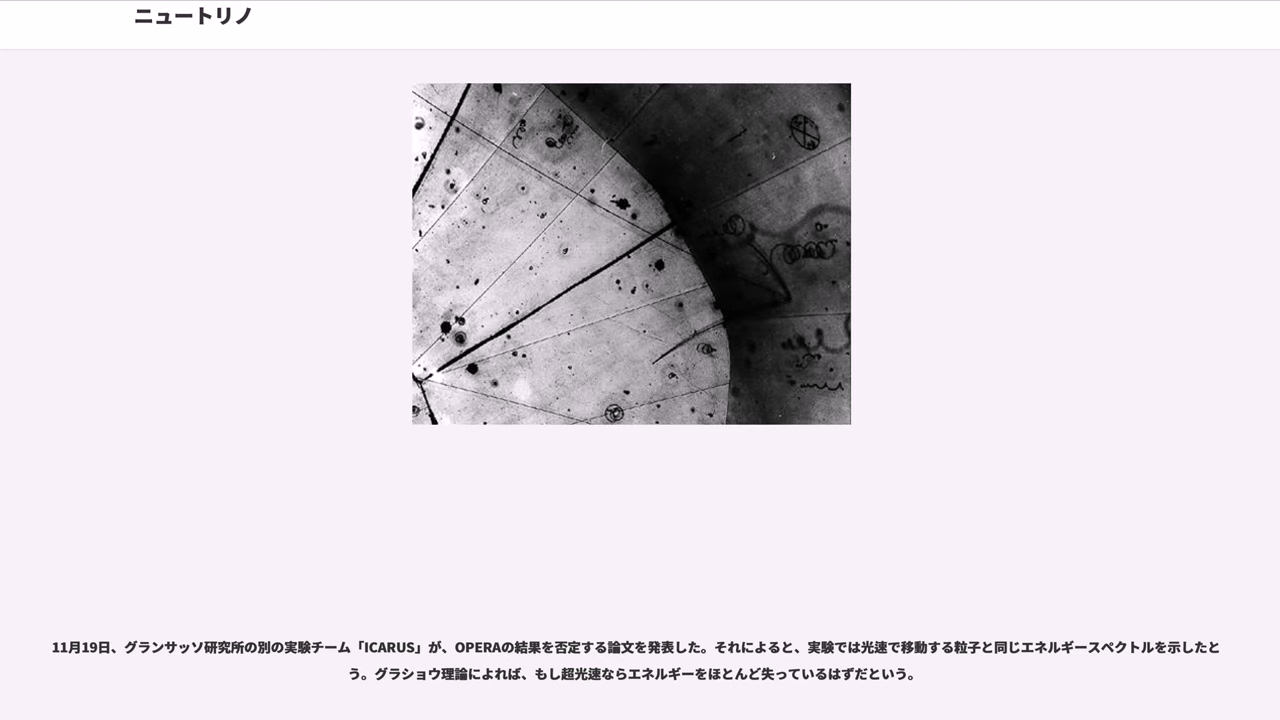 ニュートリノ
11月19日、グランサッソ研究所の別の実験チーム「ICARUS」が、OPERAの結果を否定する論文を発表した。それによると、実験では光速で移動する粒子と同じエネルギースペクトルを示したと
う。グラショウ理論によれば、もし超光速ならエネルギーをほとんど失っているはずだという。